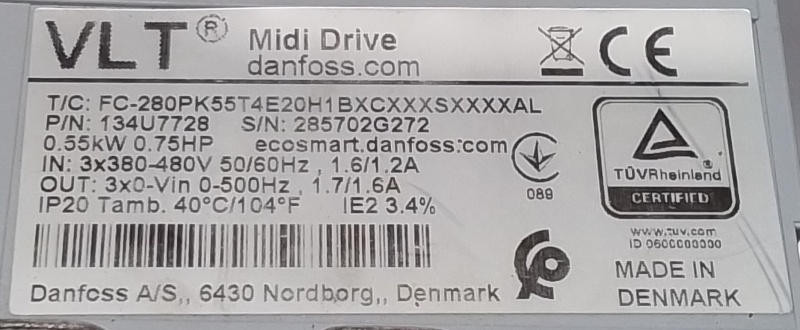 VLT® Midi Drive
danfoss.com
CE
T/C: FC-280PK55T4E20H1BXCXXXSXXXXAL
P/N: 134U7728 S/N: 285702G272
0.55kW 0.75HP ecosmart.danfoss.com
IN: 3x380-480V 50/60Hz, 1.6/1.2A
OUT: 3x0-Vin 0-500Hz, 1.7/1.6A
IP20 Tamb. 40°C/104°F IE2 3.4%
089
TÜVRheinland®
CERTIFIED
www.tuv.com
ID 0600000000
Danfoss A/S,, 6430 Nordborg,, Denmark
MADE IN
DENMARK